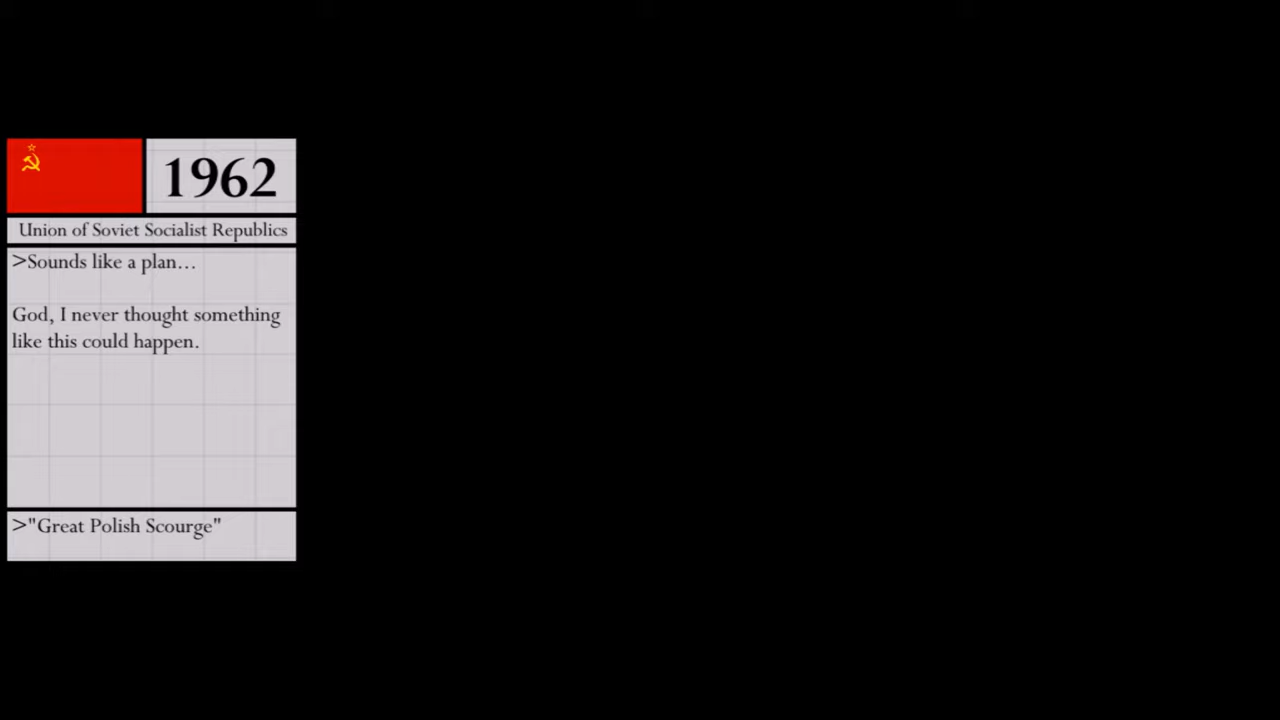 1962
Union of Soviet Socialist Republics
>Sounds like a plan...
God, I never thought something
like this could happen.
>"Great Polish Scourge"